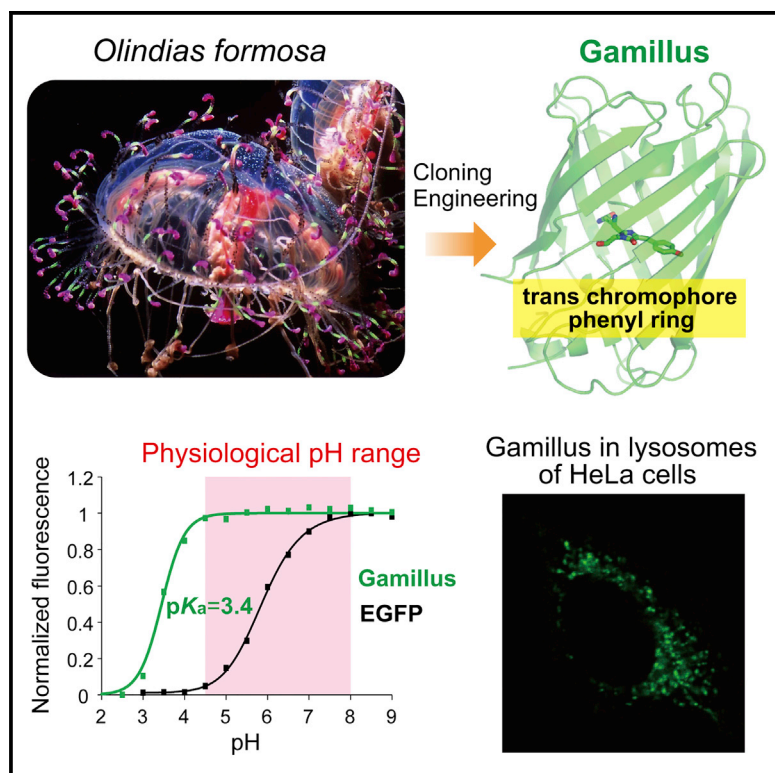 Olindias formosa
Gamillus
Cloning
Engineering
trans chromophore
phenyl ring
Physiological pH range
Normalized fluorescence
1.2
1
0.8
0.6
0.4
0.2
0
2 3 4 5 6 7 8 9
pH
pKa=3.4
Gamillus
EGFP
Gamillus in lysosomes
of HeLa cells